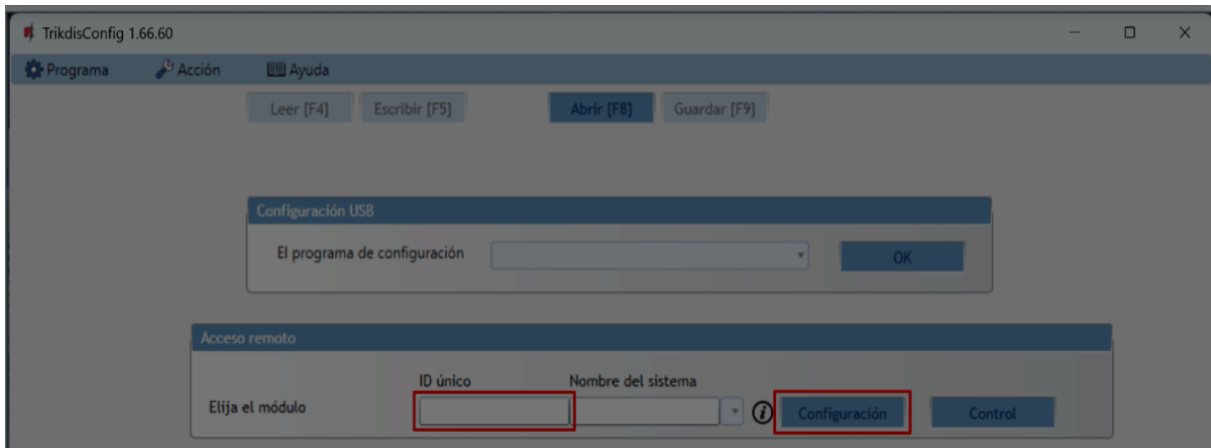 TrikdisConfig 1.66.60
Programa Acción Ayuda
Leer [F4] Escribir [F5] Abrir [F8] Guardar [F9]
Configuración USB
El programa de configuración OK
Acceso remoto
ID único Nombre del sistema
Elija el módulo i Configuración Control